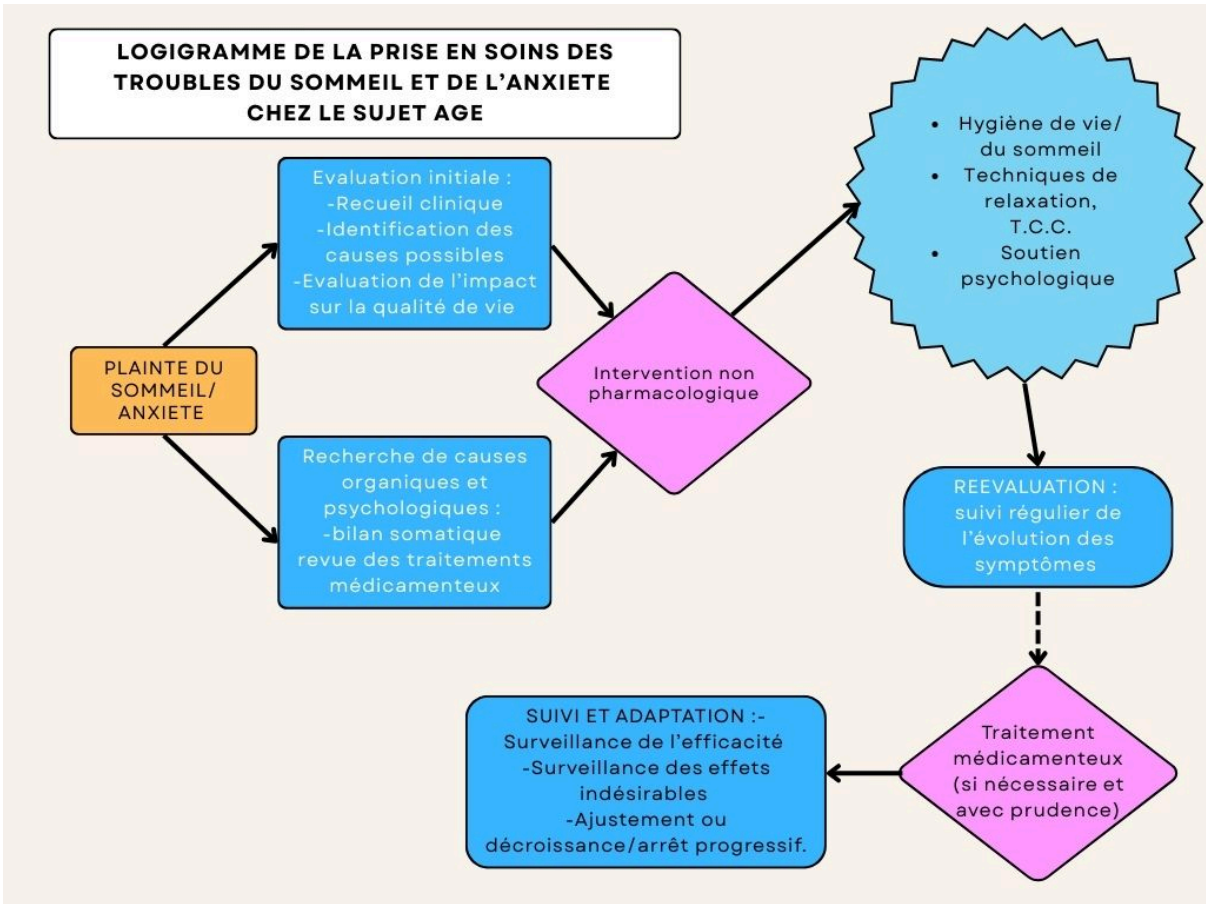 LOGIGRAMME DE LA PRISE EN SOINS DES
TROUBLES DU SOMMEIL ET DE L'ANXIETE
CHEZ LE SUJET AGE
PLAINTE DU
SOMMEIL/
ANXIETE
Evaluation initiale :
-Recueil clinique
-Identification des
causes possibles
-Evaluation de l'impact
sur la qualité de vie
Recherche de causes
organiques et
psychologiques :
-bilan somatique
revue des traitements
médicamenteux
Intervention non
pharmacologique
• Hygiène de vie/
du sommeil
• Techniques de
relaxation,
T.C.C.
• Soutien
psychologique
REEVALUATION :
suivi régulier de
l'évolution des
symptômes
Traitement
médicamenteux
(si nécessaire et
avec prudence)
SUIVI ET ADAPTATION :-
Surveillance de l'efficacité
-Surveillance des effets
indésirables
-Ajustement ou
décroissance/arrêt progressif.